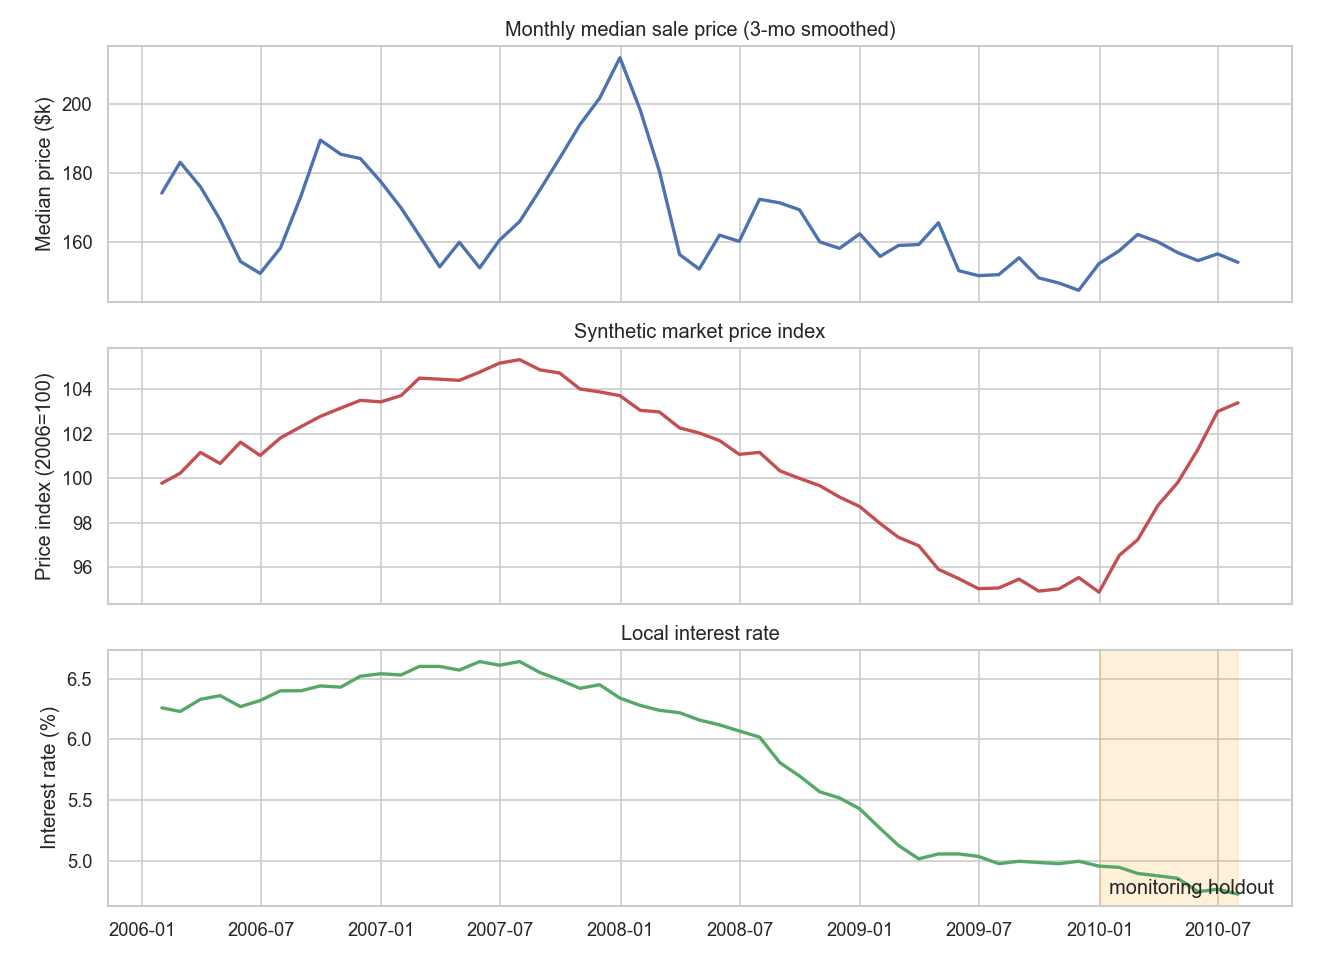 Monthly median sale price (3-mo smoothed)
Median price ($k)
200
180
160
Synthetic market price index
Price index (2006=100)
104
102
100
98
96
Local interest rate
Interest rate (%)
6.5
6.0
5.5
5.0
monitoring holdout
2006-01 2006-07 2007-01 2007-07 2008-01 2008-07 2009-01 2009-07 2010-01 2010-07